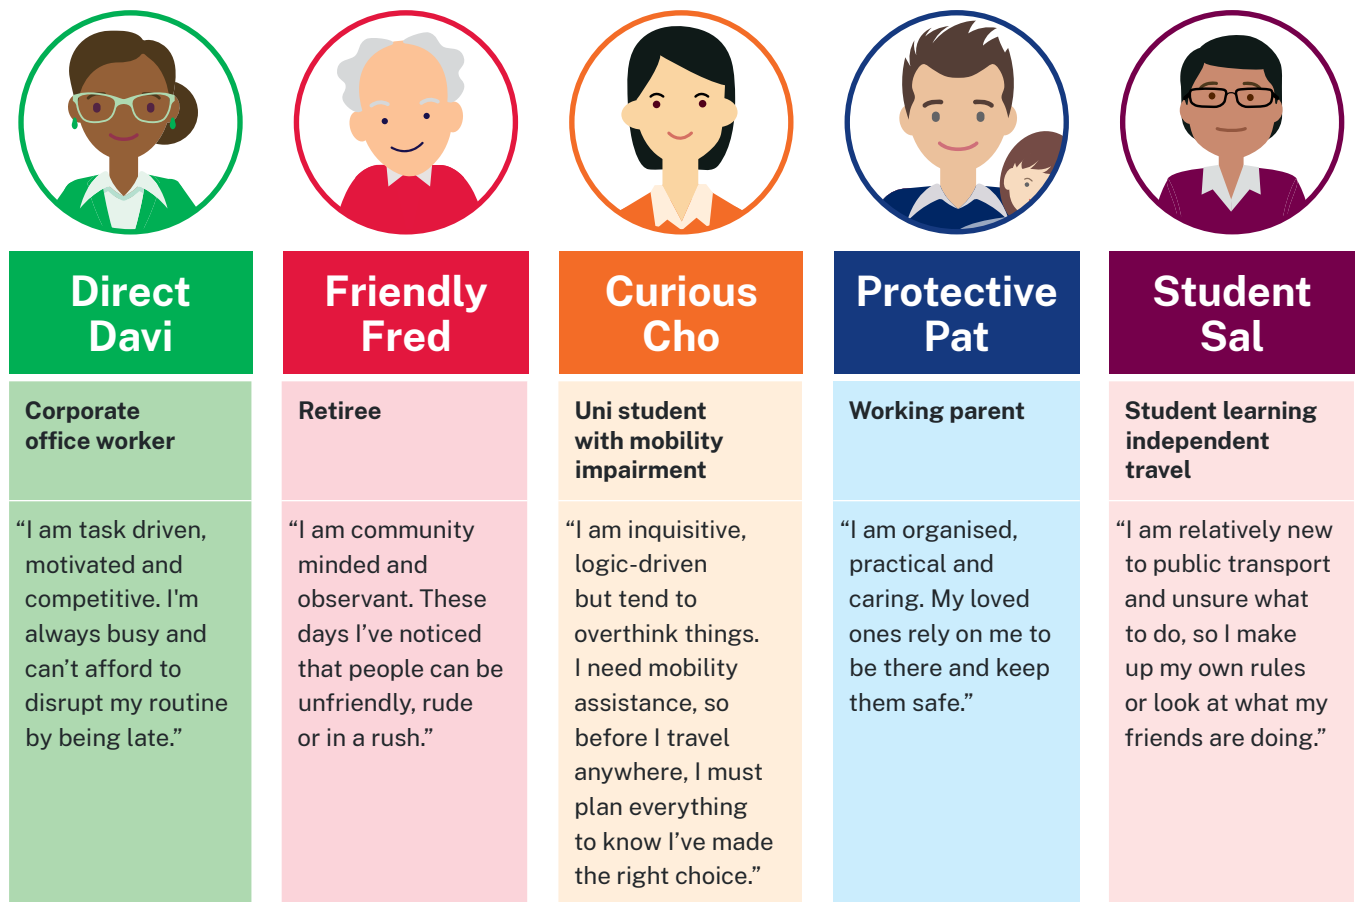 Direct
Davi
Corporate
office worker
“I am task driven,
motivated and
competitive. I'm
always busy and
can’t afford to
disrupt my routine
by being late.”
Friendly
Fred
Retiree
“I am community
minded and
observant. These
days I’ve noticed
that people can be
unfriendly, rude
or in a rush.”
Curious
Cho
Uni student
with mobility
impairment
“I am inquisitive,
logic-driven
but tend to
overthink things.
I need mobility
assistance, so
before I travel
anywhere, I must
plan everything
to know I’ve made
the right choice.”
Protective
Pat
Working parent
“I am organised,
practical and
caring. My loved
ones rely on me to
be there and keep
them safe.”
Student
Sal
Student learning
independent
travel
“I am relatively new
to public transport
and unsure what
to do, so I make
up my own rules
or look at what my
friends are doing.”